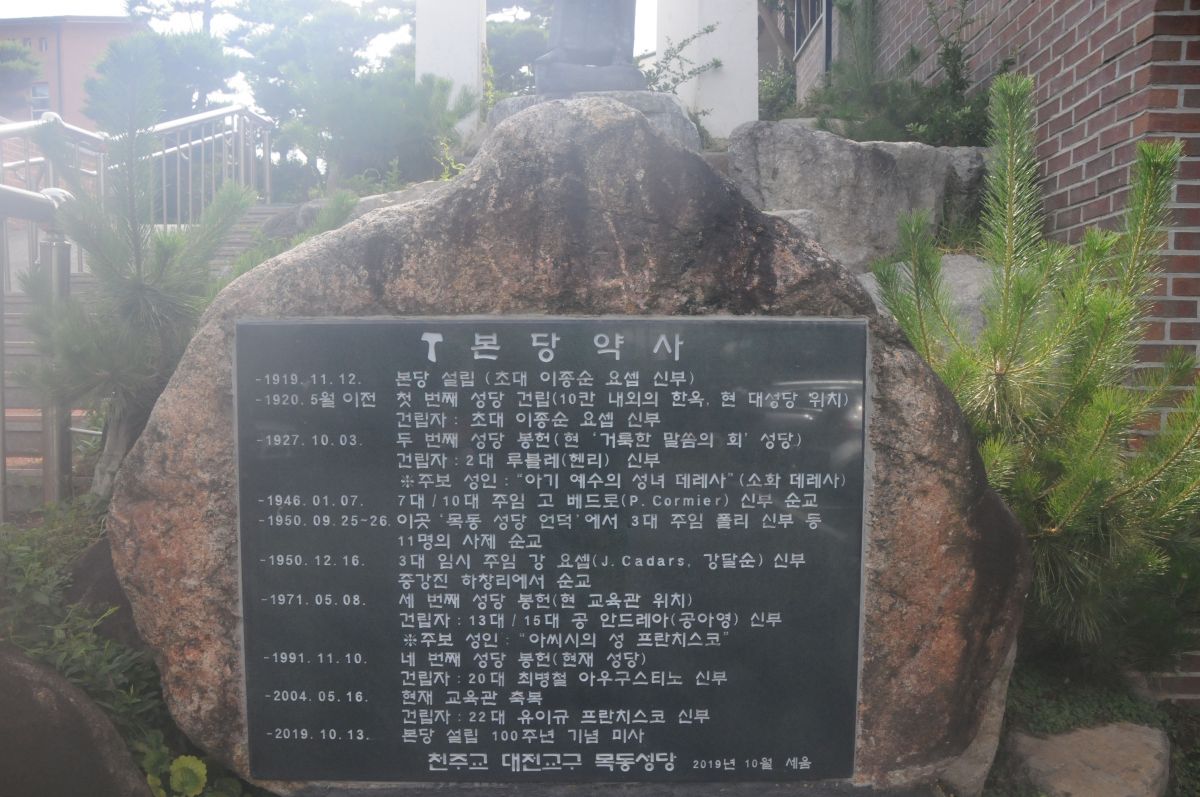 본당약사
-1919. 11. 12. 본당 설립 (초대 이종순 요셉 신부)
-1920. 5월 이전 첫 번째 성당 건립(10칸 내외의 한옥, 현 대성당 위치)
건립자 : 초대 이종순 요셉 신부
-1927. 10. 03. 두 번째 성당 봉헌(현 '거룩한 말씀의 회' 성당)
건립자 : 2대 루블레(헨리) 신부
※주보 성인 : "아기 예수의 성녀 데레사" (소화 데레사)
-1946. 01. 07. 7대 / 10대 주임 고 베드로(P. Cormier) 신부 순교
-1950. 09. 25~26. 이곳 '목동 성당 언덕'에서 3대 주임 폴리 신부 등
11명의 사제 순교
-1950. 12. 16. 3대 임시 주임 강 요셉(J. Cadars, 강달순) 신부
중강진 하창리에서 순교
-1971. 05. 08. 세 번째 성당 봉헌(현 교육관 위치)
건립자 : 13대 / 15대 공 안드레아(공아영) 신부
※주보 성인 : "아씨시의 성 프란치스코"
-1991. 11. 10. 네 번째 성당 봉헌(현재 성당)
건립자 : 20대 최명철 아우구스티노 신부
-2004. 05. 16. 현재 교육관 축복
건립자 : 22대 유이규 프란치스코 신부
-2019. 10. 13. 본당 설립 100주년 기념 미사
천주교 대전교구 목동성당 2019년 10월 세움